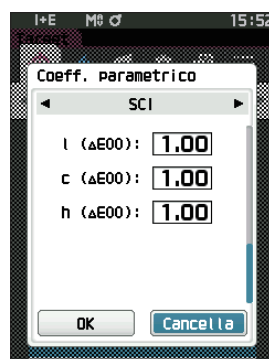 I+E M ♂ 15:52
Target
Coeff. parametrico
◄ SCI ►
l (ΔE00): 1.00
c (ΔE00): 1.00
h (ΔE00): 1.00
OK Cancella